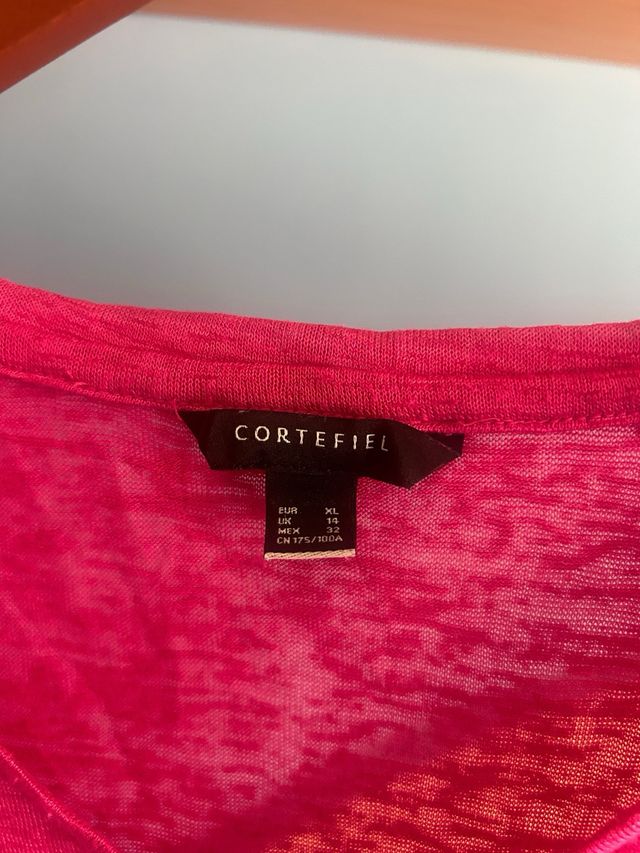 CORTEFIEL
EUR XL
UK 14
MEX 32
CN 175/100A